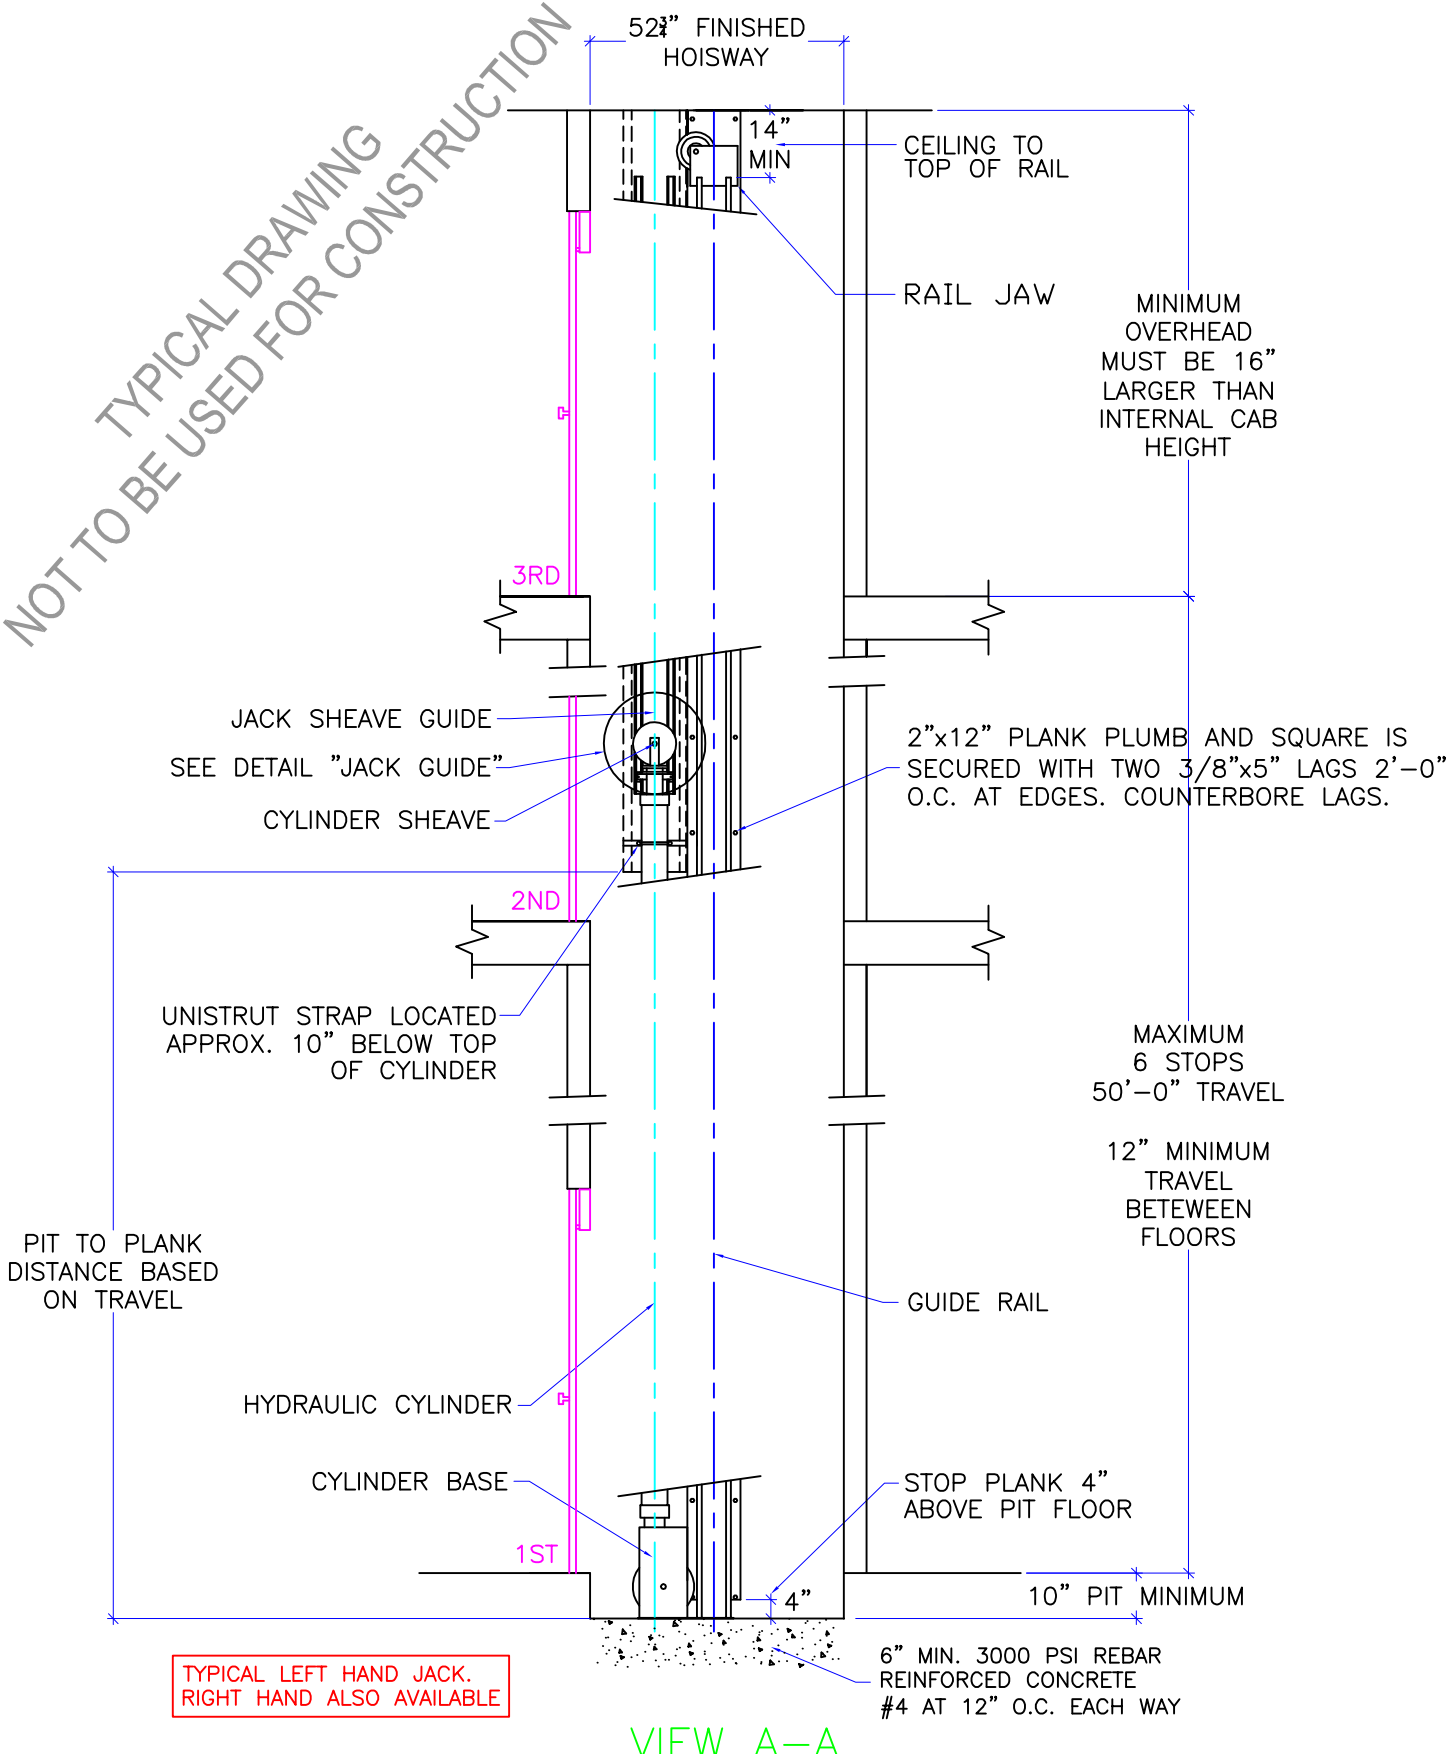 52¾” FINISHED
HOISWAY
TYPICAL DRAWING
NOT TO BE USED FOR CONSTRUCTION
14”
MIN
CEILING TO
TOP OF RAIL
RAIL JAW
MINIMUM
OVERHEAD
MUST BE 16”
LARGER THAN
INTERNAL CAB
HEIGHT
3RD
JACK SHEAVE GUIDE
SEE DETAIL ”JACK GUIDE”
CYLINDER SHEAVE
2”x12” PLANK PLUMB AND SQUARE IS
SECURED WITH TWO 3/8”x5” LAGS 2’-0”
O.C. AT EDGES. COUNTERBORE LAGS.
2ND
UNISTRUT STRAP LOCATED
APPROX. 10” BELOW TOP
OF CYLINDER
MAXIMUM
6 STOPS
50’-0” TRAVEL
12” MINIMUM
TRAVEL
BETEWEEN
FLOORS
PIT TO PLANK
DISTANCE BASED
ON TRAVEL
GUIDE RAIL
HYDRAULIC CYLINDER
CYLINDER BASE
STOP PLANK 4”
ABOVE PIT FLOOR
1ST
4”
10” PIT MINIMUM
6” MIN. 3000 PSI REBAR
REINFORCED CONCRETE
#4 AT 12” O.C. EACH WAY
TYPICAL LEFT HAND JACK.
RIGHT HAND ALSO AVAILABLE
VIEW A-A